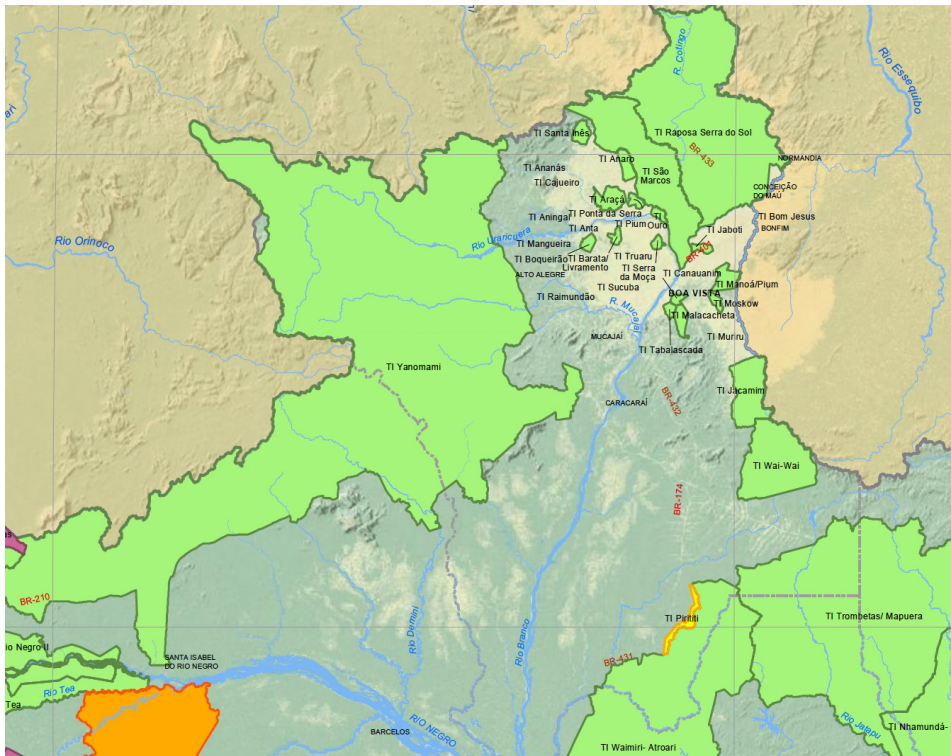 R. Cotingo
Rio Essequibo
TI Santa Inês
TI Raposa Serra do Sol
BR-433
TI Ananás
TI Anaro
TI São
Marcos
NORMANDIA
TI Cajueiro
CONCEIÇÃO
DO MAÚ
TI Araçá
TI Aningal
TI Ponta da Serra
TI
Ouro
TI Bom Jesus
BONFIM
TI Anta
TI Pium
TI Jaboti
Rio Uraricuera
Rio Orinoco
TI Mangueira
BR-401
TI Boqueirão
TI Barata/
Livramento
TI Truaru
TI Serra
da Moça
TI Canauanim
ALTO ALEGRE
TI Sucuba
TI Manoá/Pium
BOA VISTA
TI Raimundão
R. Mucajaí
TI Moskow
TI Malacacheta
MUCAJAÍ
TI Muriru
TI Tabalascada
TI Yanomami
TI Jacamim
BR-432
CARACARAÍ
TI Wai-Wai
BR-174
BR-210
Rio Demini
Rio Branco
TI Pirititi
TI Trombetas/ Mapuera
io Negro II
SANTA ISABEL
DO RIO NEGRO
BR-431
Rio Tea
Tea
RIO NEGRO
BARCELOS
TI Waimiri- Atroari
Rio Jatapu
TI Nhamundá-